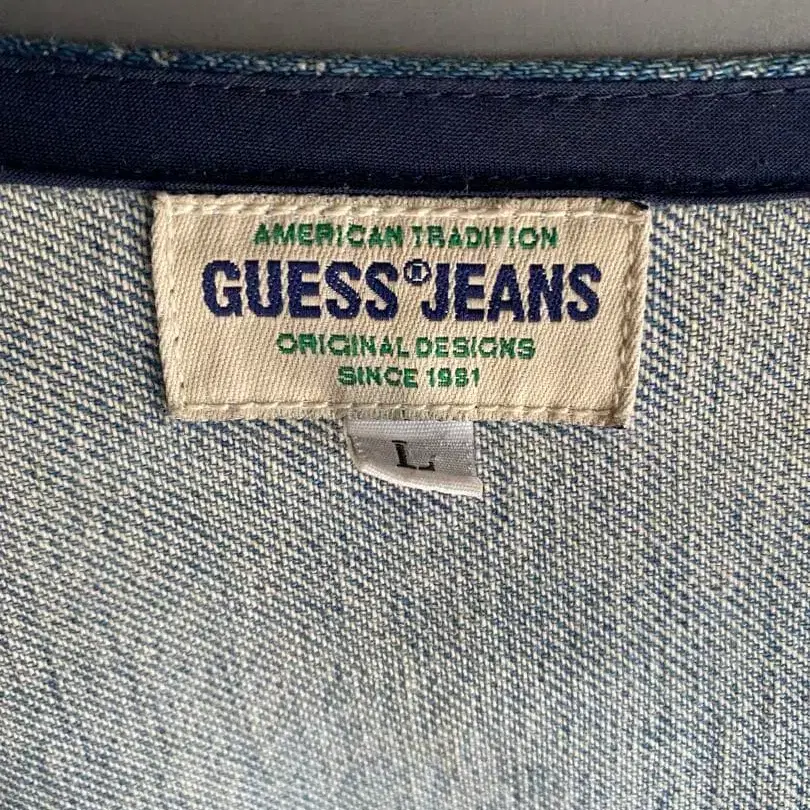 AMERICAN TRADITION
GUESS® JEANS
ORIGINAL DESIGNS
SINCE 1981
L